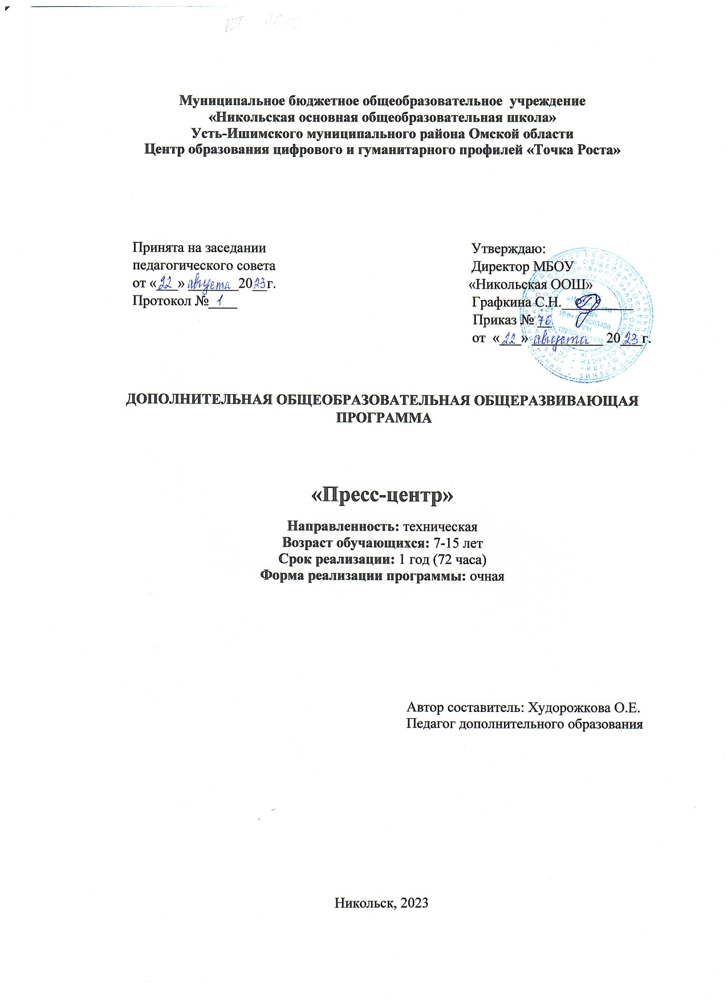 КТ 1510
Муниципальное бюджетное общеобразовательное учреждение
«Никольская основная общеобразовательная школа»
Усть-Ишимского муниципального района Омской области
Центр образования цифрового и гуманитарного профилей «Точка Роста»
Принята на заседании
педагогического совета
от «22» августа 2023г.
Протокол № 1
Утверждаю:
Директор МБОУ
«Никольская ООШ»
Графкина С.Н.
Приказ № 76
от «22» августа 2023г.
ДОПОЛНИТЕЛЬНАЯ ОБЩЕОБРАЗОВАТЕЛЬНАЯ ОБЩЕРАЗВИВАЮЩАЯ
ПРОГРАММА
«Пресс-центр»
Направленность: техническая
Возраст обучающихся: 7-15 лет
Срок реализации: 1 год (72 часа)
Форма реализации программы: очная
Автор составитель: Худорожкова О.Е.
Педагог дополнительного образования
Никольск, 2023